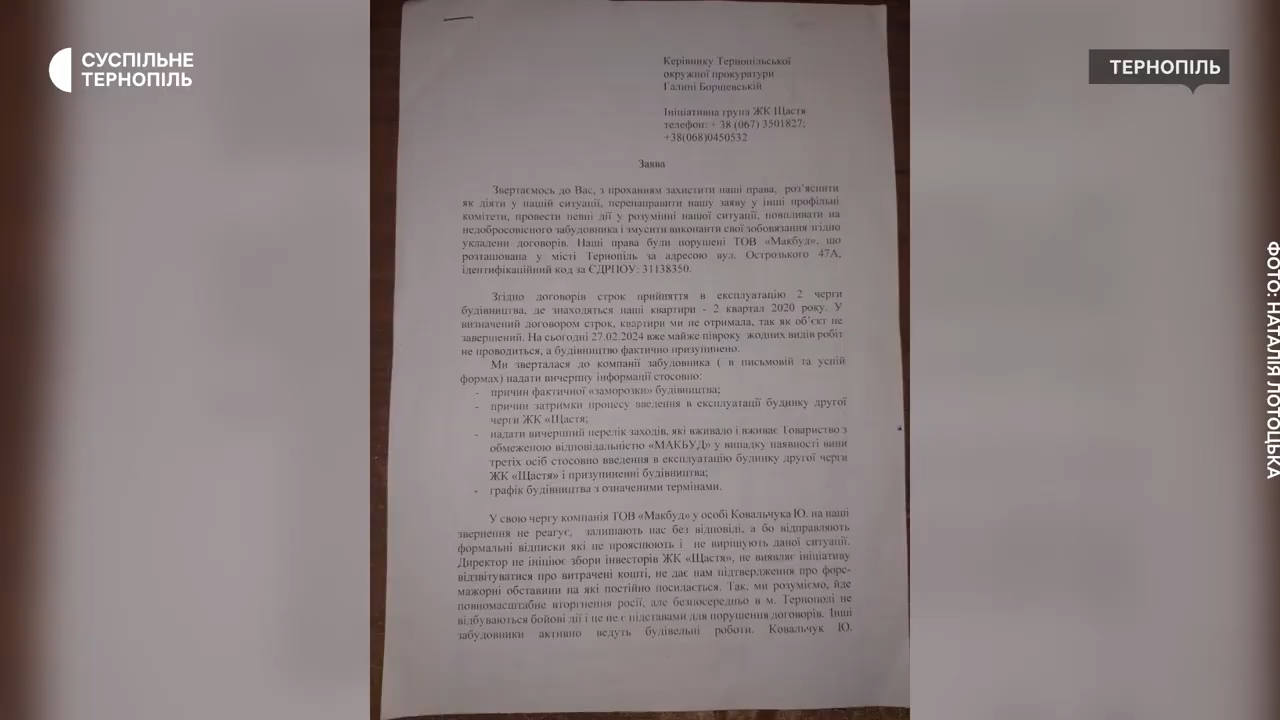 СУСПІЛЬНЕ
ТЕРНОПІЛЬ
ТЕРНОПІЛЬ
Керівнику Тернопільської
окружної прокуратури
Галині Борщевській
Ініціативна група ЖК Щастя
телефон: + 38 (067) 3501827;
+38(068)0450532
Заява
Звертаємось до Вас, з проханням захистити наші права, роз’яснити
як діяти у нашій ситуації, перенаправити нашу заяву у інші профільні
комітети, провести певні дії у розумінні нашої ситуації, повпливати на
недобросовісного забудовника і змусити виконати свої зобовязання згідно
укладени договорів. Наші права були порушені ТОВ «Макбуд», що
розташована у місті Тернопіль за адресою вул. Острозького 47А,
ідентифікаційний код за ЄДРПОУ: 31138350.
Згідно договорів строк прийняття в експлуатацію 2 черги
будівництва, де знаходяться наші квартири - 2 квартал 2020 року. У
визначений договором строк, квартири ми не отримала, так як об’єкт не
завершений. На сьогодні 27.02.2024 вже майже півроку жодних видів робіт
не проводиться, а будівництво фактично призупинено.
Ми зверталася до компанії забудовника ( в письмовій та усній
формах) надати вичерпну інформації стосовно:
- причин фактичної «заморозки» будівництва;
- причин затримки процесу введення в експлуатації будинку другої
черги ЖК «Щастя;
- надати вичерпний перелік заходів, які вживало і вживає Товариство з
обмеженою відповідальністю «МАКБУД» у випадку наявності вини
третіх осіб стосовно введення в експлуатацію будинку другої черги
ЖК «Щастя» і призупиненні будівництва;
- графік будівництва з означеними термінами.
У свою чергу компанія ТОВ «Макбуд» у особі Ковальчука Ю. на наші
звернення не реагує, залишають нас без відповіді, а бо відправляють
формальні відписки які не прояснюють і не вирішують даної ситуації.
Директор не ініціює збори інвесторів ЖК «Щастя», не виявляє ініціативу
відзвітуватися про витрачені кошті, не дає нам підтвердження про форс-
мажорні обставини на які постійно посилається. Так, ми розуміємо, йде
повномасштабне вторгнення росії, але безпосередньо в м. Тернополі не
відбуваються бойові дії і це не є підставами для порушення договорів. Інші
забудовники активно ведуть будівельні роботи. Ковальчук Ю.
ФОТО: НАТАЛІЯ ЛОТОЦЬКА